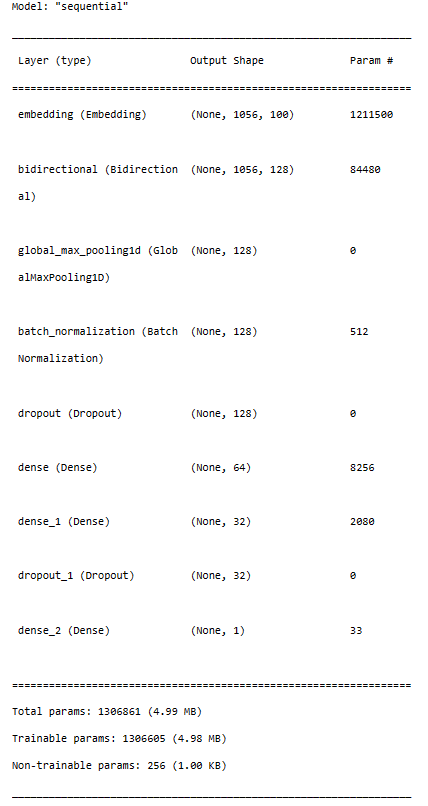 Model: "sequential"
_________________________________________________________________
Layer (type) Output Shape Param #
=================================================================
embedding (Embedding) (None, 1056, 100) 1211500
bidirectional (Bidirection (None, 1056, 128) 84480
al)
global_max_pooling1d (Glob (None, 128) 0
alMaxPooling1D)
batch_normalization (Batch (None, 128) 512
Normalization)
dropout (Dropout) (None, 128) 0
dense (Dense) (None, 64) 8256
dense_1 (Dense) (None, 32) 2080
dropout_1 (Dropout) (None, 32) 0
dense_2 (Dense) (None, 1) 33
=================================================================
Total params: 1306861 (4.99 MB)
Trainable params: 1306605 (4.98 MB)
Non-trainable params: 256 (1.00 KB)
_________________________________________________________________